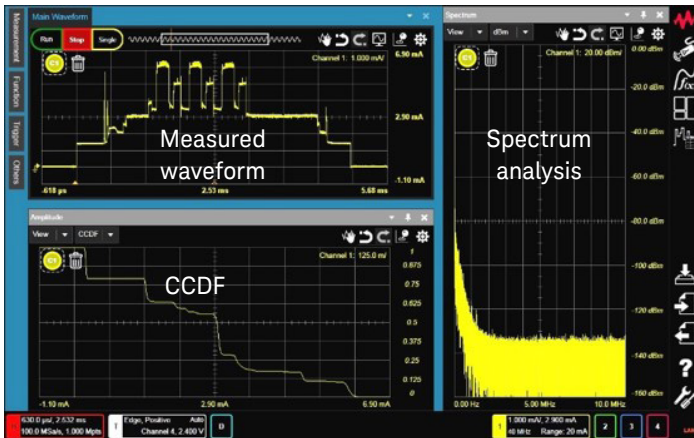 Main Waveform
Run
Stop
Single
C1
Channel 1: 1.000 mA/
6.90 mA
2.90 mA
-1.10 mA
-618 µs
2.53 ms
5.68 ms
Measured
waveform
Measurement
Function
Trigger
Others
Amplitude
View
CCDF
C1
Channel 1: 125.0 m/
1
0.875
0.75
0.625
0.5
0.375
0.25
0.125
0.00
-1.10 mA
2.90 mA
6.90 mA
CCDF
Spectrum
View
dBm
C1
Channel 1: 20.00 dBm/
0.00 dBm
-20.0 dBm
-40.0 dBm
-60.0 dBm
-80.0 dBm
-100 dBm
-120 dBm
-140 dBm
-160 dBm
0.00 Hz
5.00 MHz
10.0 MHz
Spectrum
analysis
630.0 µs/, 2.532 ms
100.0 MSa/s, 1.000 Mpts
T
Edge, Positive
Auto
Channel 4, 2.400 V
D
1
1.000 mA/, 2.900 mA
40 MHz
Range: 20 mA
2
3
4
LAN